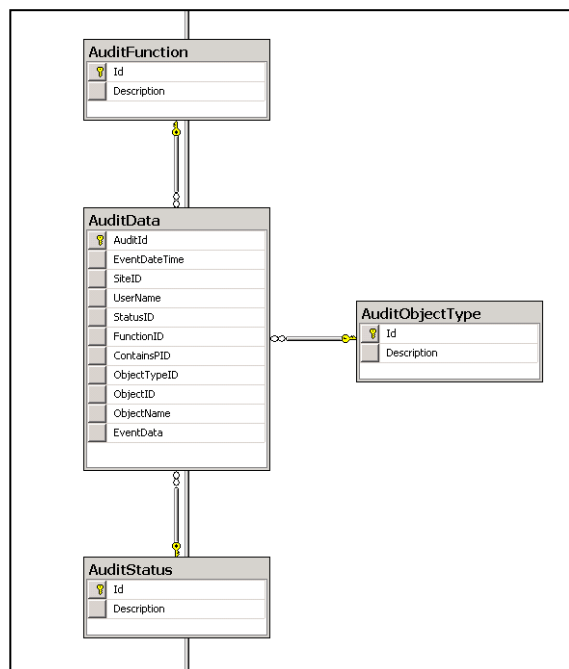 AuditFunction
Id
Description
AuditData
AuditId
EventDateTime
SiteID
UserName
StatusID
FunctionID
ContainsPID
ObjectTypeID
ObjectID
ObjectName
EventData
AuditObjectType
Id
Description
AuditStatus
Id
Description